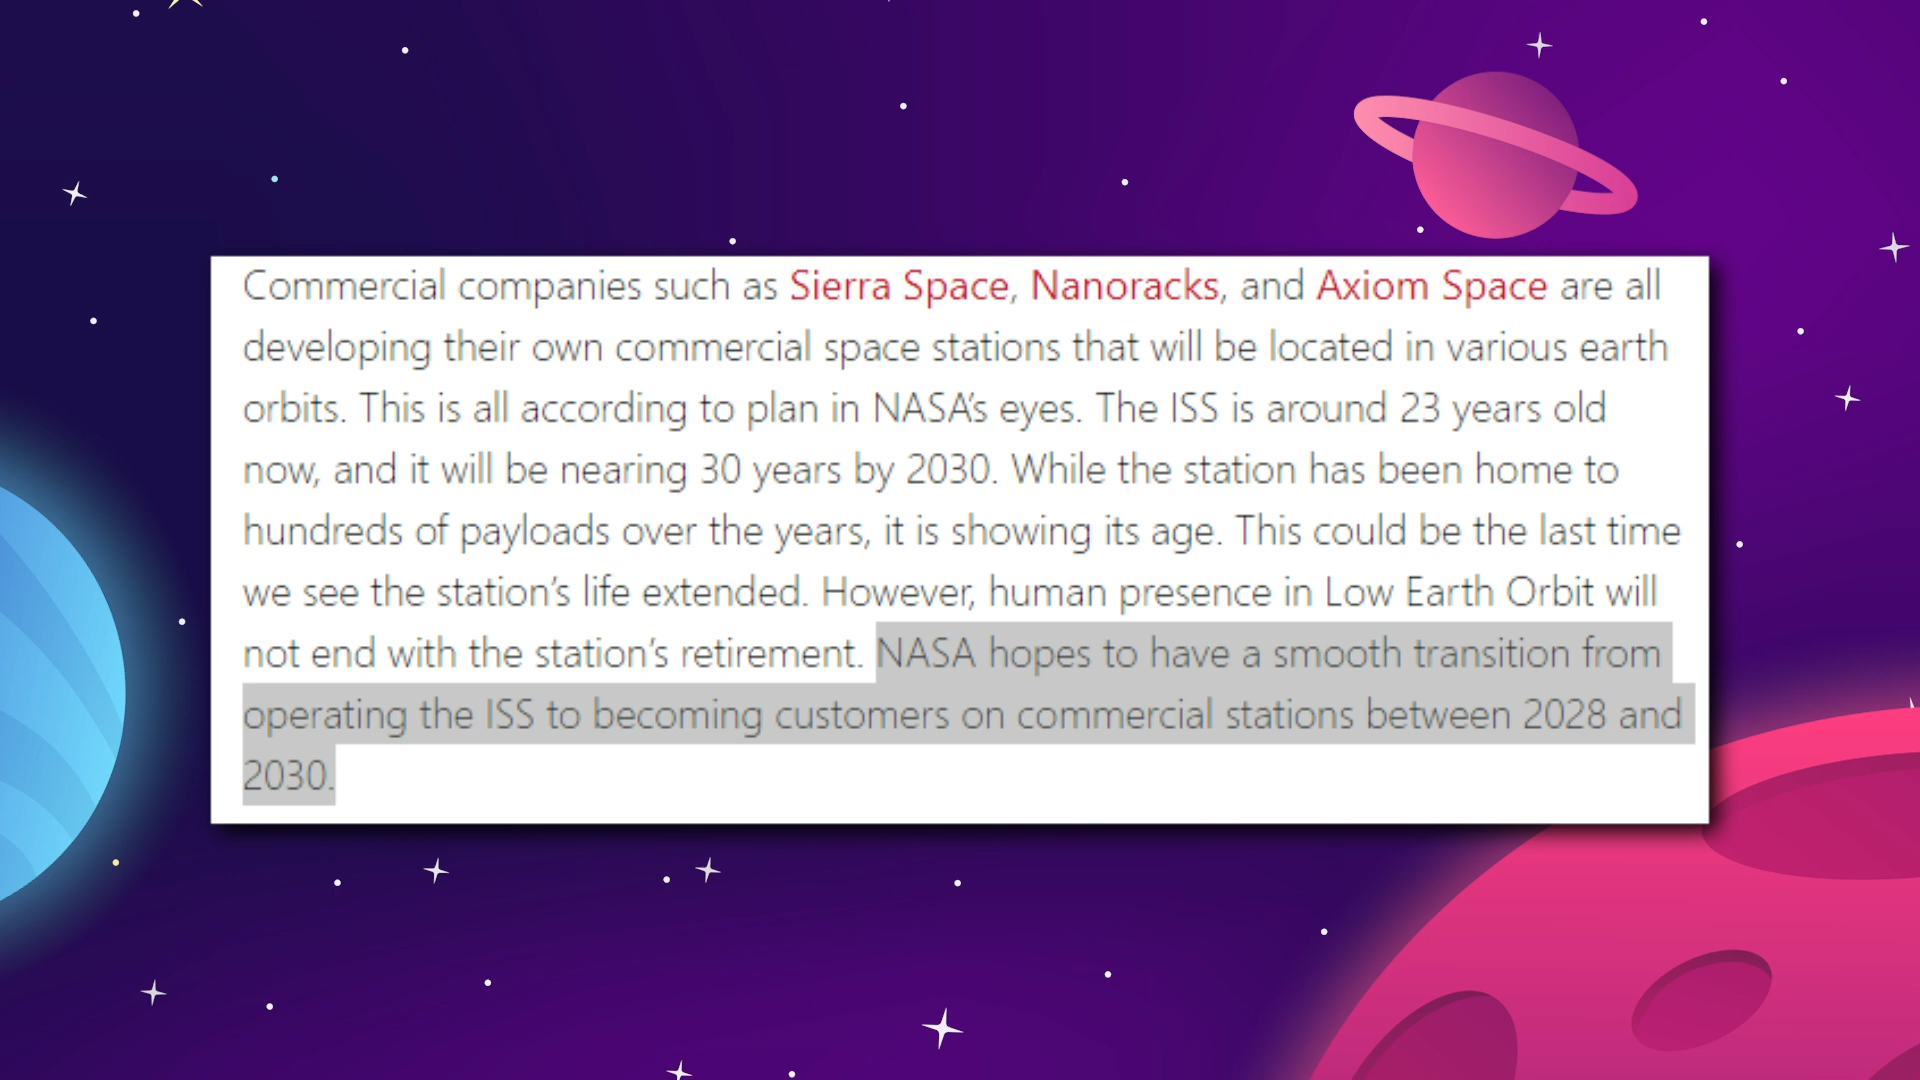 Commercial companies such as Sierra Space, Nanoracks, and Axiom Space are all
developing their own commercial space stations that will be located in various earth
orbits. This is all according to plan in NASA’s eyes. The ISS is around 23 years old
now, and it will be nearing 30 years by 2030. While the station has been home to
hundreds of payloads over the years, it is showing its age. This could be the last time
we see the station’s life extended. However, human presence in Low Earth Orbit will
not end with the station’s retirement. NASA hopes to have a smooth transition from
operating the ISS to becoming customers on commercial stations between 2028 and
2030.